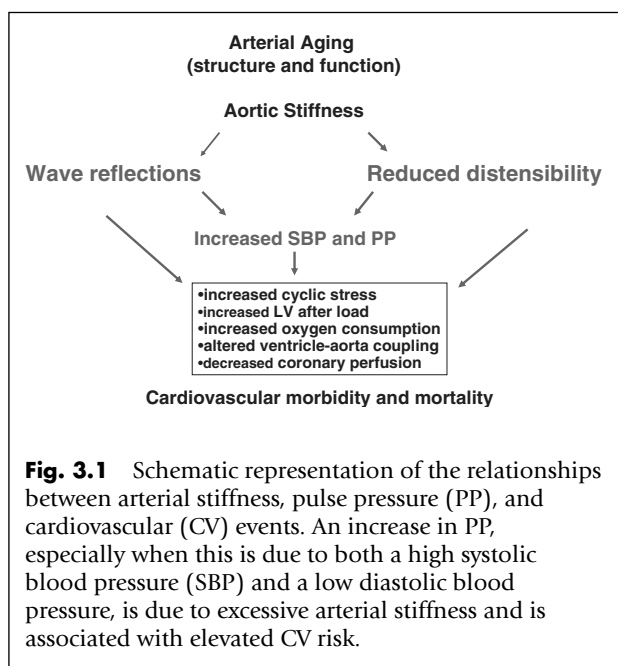 Arterial Aging
(structure and function)
Aortic Stiffness
Wave reflections
Reduced distensibility
Increased SBP and PP
•increased cyclic stress
•increased LV after load
•increased oxygen consumption
•altered ventricle-aorta coupling
•decreased coronary perfusion
Cardiovascular morbidity and mortality
Fig. 3.1 Schematic representation of the relationships
between arterial stiffness, pulse pressure (PP), and
cardiovascular (CV) events. An increase in PP,
especially when this is due to both a high systolic
blood pressure (SBP) and a low diastolic blood
pressure, is due to excessive arterial stiffness and is
associated with elevated CV risk.